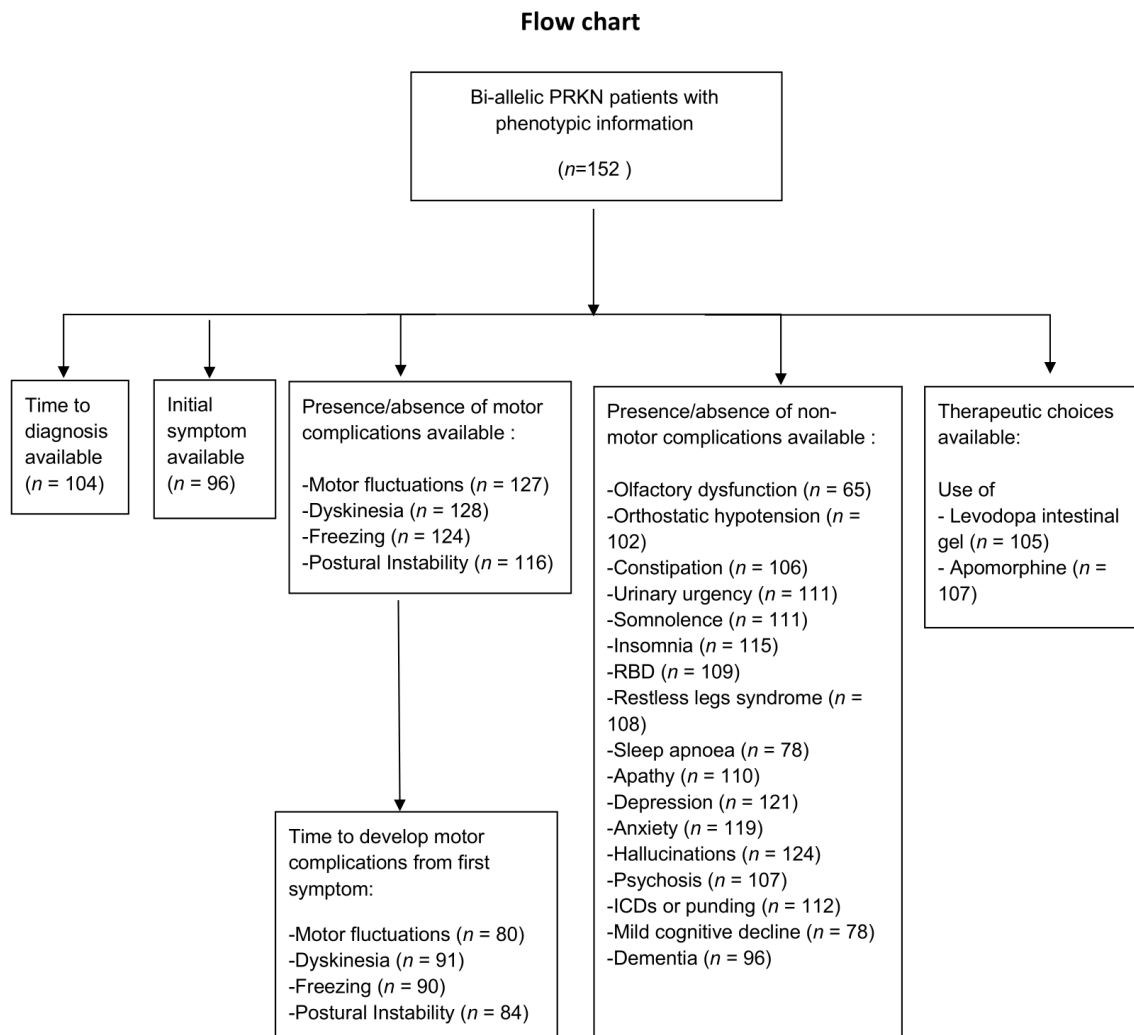 Flow chart
Bi-allelic PRKN patients with
phenotypic information
(n=152 )
Time to
diagnosis
available
(n = 104)
Initial
symptom
available
(n = 96)
Presence/absence of motor
complications available :
-Motor fluctuations (n = 127)
-Dyskinesia (n = 128)
-Freezing (n = 124)
-Postural Instability (n = 116)
Time to develop motor
complications from first
symptom:
-Motor fluctuations (n = 80)
-Dyskinesia (n = 91)
-Freezing (n = 90)
-Postural Instability (n = 84)
Presence/absence of non-
motor complications available :
-Olfactory dysfunction (n = 65)
-Orthostatic hypotension (n =
102)
-Constipation (n = 106)
-Urinary urgency (n = 111)
-Somnolence (n = 111)
-Insomnia (n = 115)
-RBD (n = 109)
-Restless legs syndrome (n =
108)
-Sleep apnoea (n = 78)
-Apathy (n = 110)
-Depression (n = 121)
-Anxiety (n = 119)
-Hallucinations (n = 124)
-Psychosis (n = 107)
-ICDs or punding (n = 112)
-Mild cognitive decline (n = 78)
-Dementia (n = 96)
Therapeutic choices
available:
Use of
- Levodopa intestinal
gel (n = 105)
- Apomorphine (n =
107)